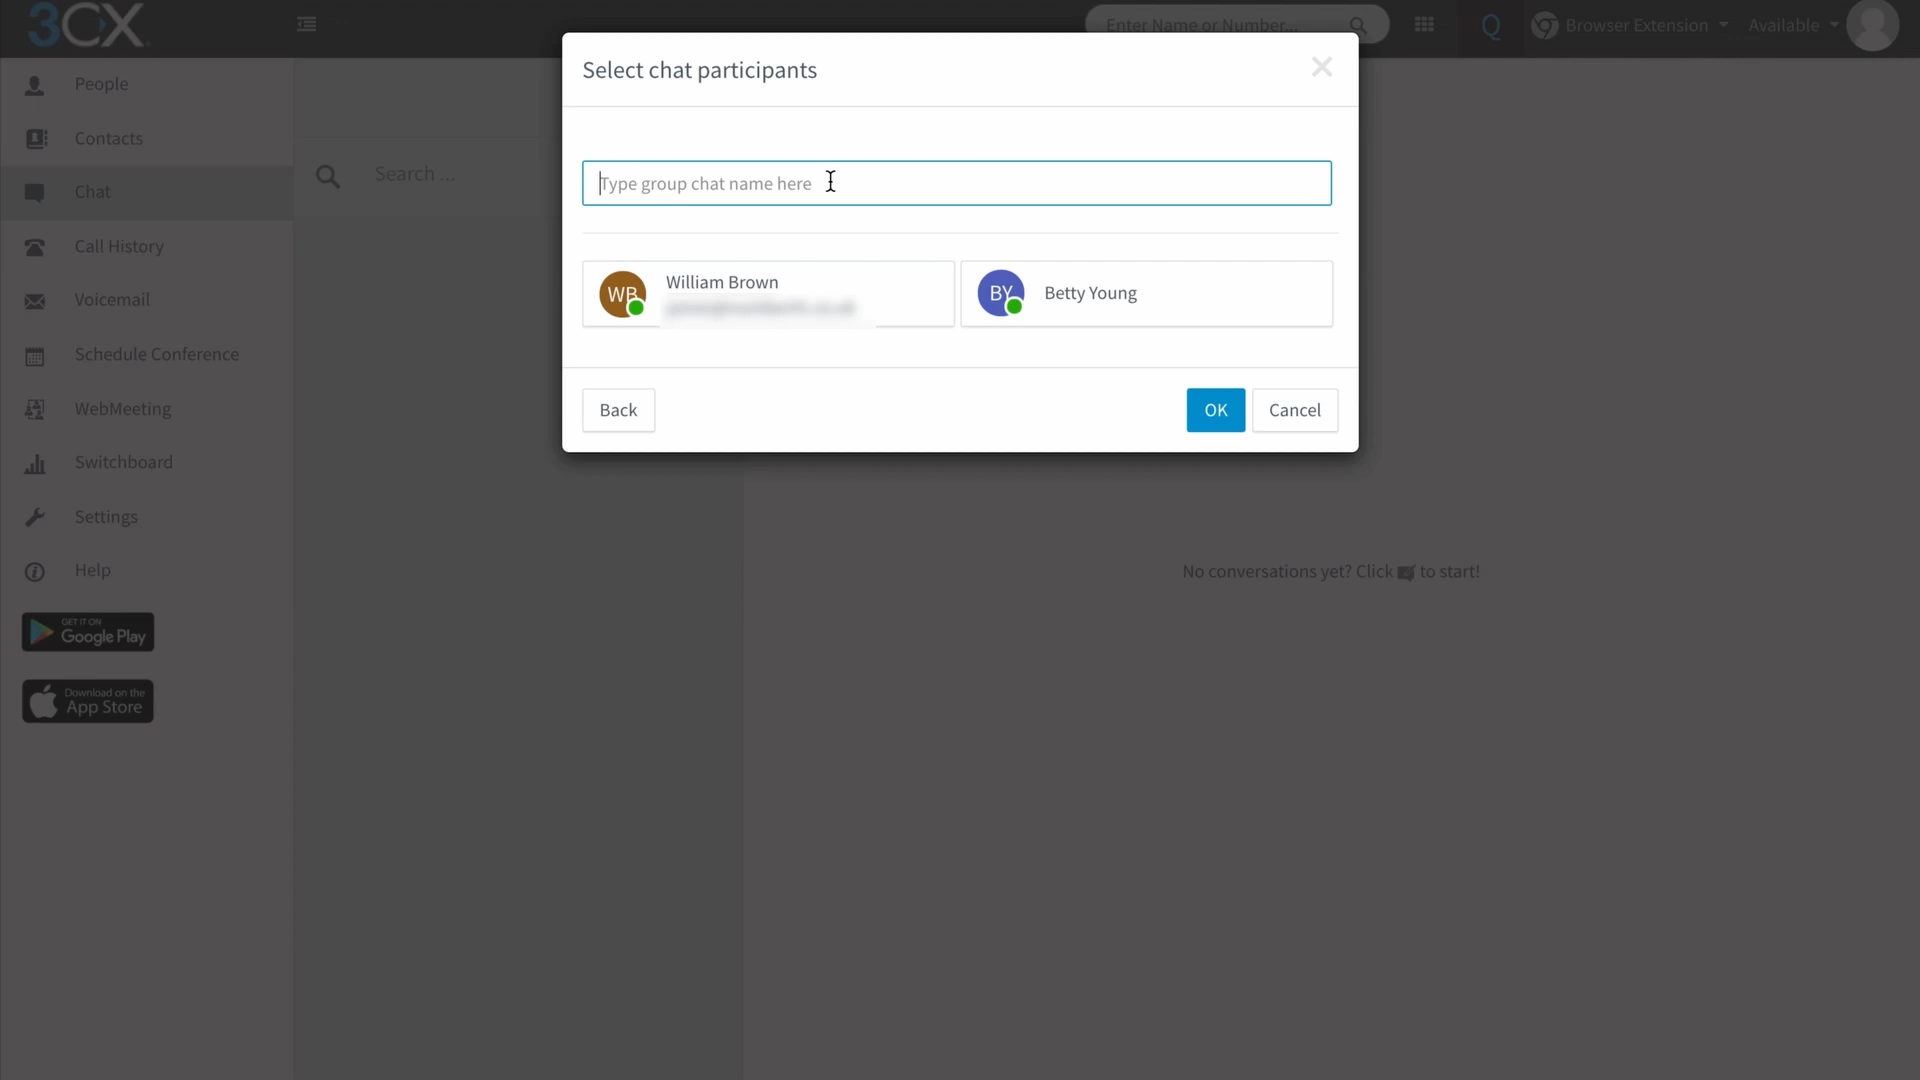 3CX
Enter Name or Number...
Q
Browser Extension
Available
People
Contacts
Chat
Call History
Voicemail
Schedule Conference
WebMeeting
Switchboard
Settings
Help
GET IT ON
Google Play
Download on the
App Store
Search ...
Select chat participants
Type group chat name here
WB
William Brown
BY
Betty Young
Back
OK
Cancel
No conversations yet? Click to start!